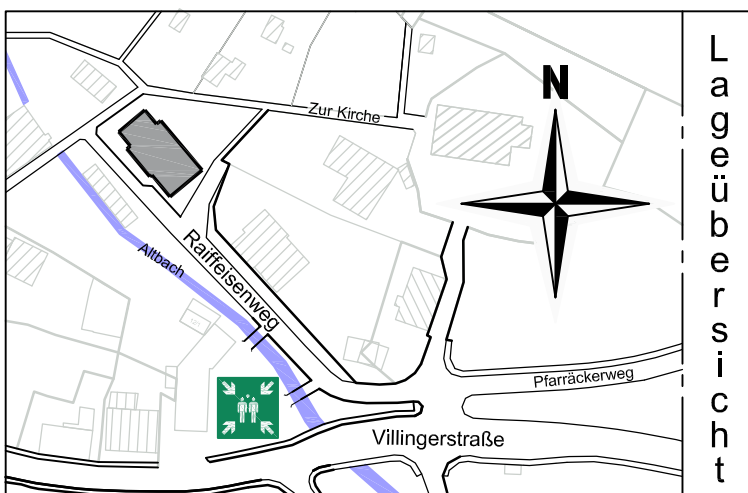 Zur Kirche
N
Raiffeisenweg
Altbach
Pfarräckerweg
Villingerstraße
Lageübersicht